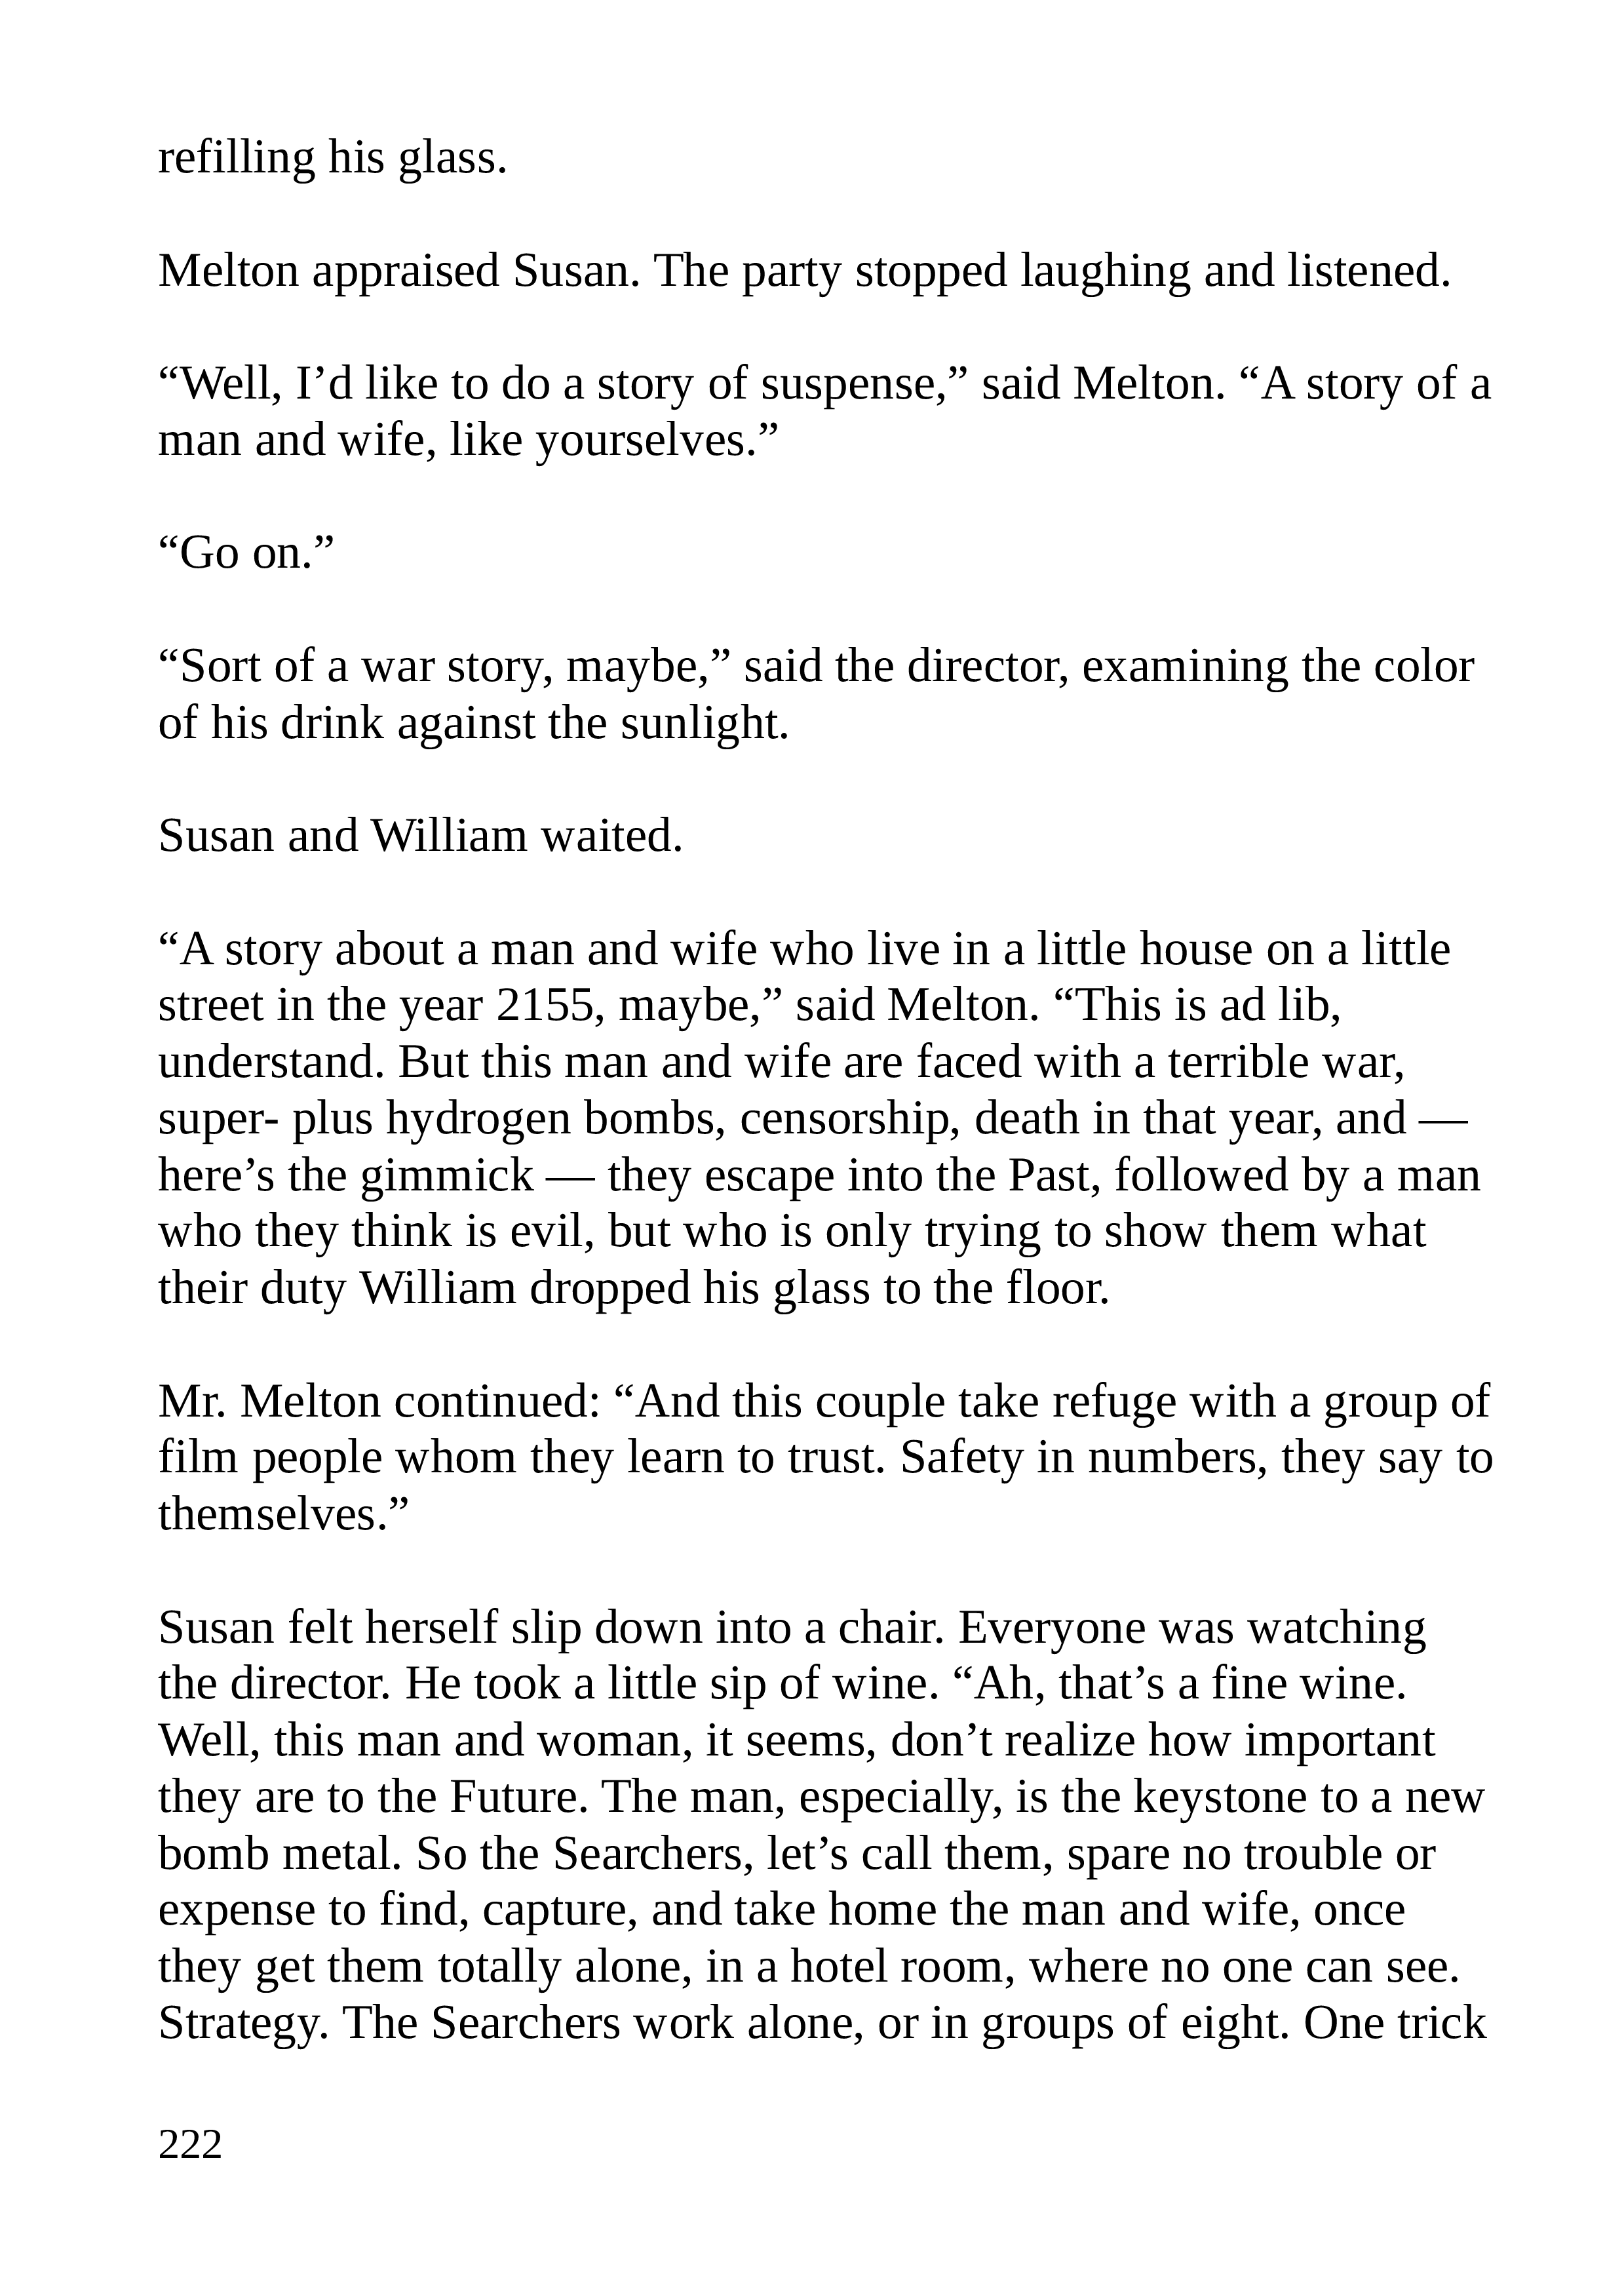 refilling his glass.
Melton appraised Susan. The party stopped laughing and listened.
“Well, I’d like to do a story of suspense,” said Melton. “A story of a
man and wife, like yourselves.”
“Go on.”
“Sort of a war story, maybe,” said the director, examining the color
of his drink against the sunlight.
Susan and William waited.
“A story about a man and wife who live in a little house on a little
street in the year 2155, maybe,” said Melton. “This is ad lib,
understand. But this man and wife are faced with a terrible war,
super- plus hydrogen bombs, censorship, death in that year, and —
here’s the gimmick — they escape into the Past, followed by a man
who they think is evil, but who is only trying to show them what
their duty William dropped his glass to the floor.
Mr. Melton continued: “And this couple take refuge with a group of
film people whom they learn to trust. Safety in numbers, they say to
themselves.”
Susan felt herself slip down into a chair. Everyone was watching
the director. He took a little sip of wine. “Ah, that’s a fine wine.
Well, this man and woman, it seems, don’t realize how important
they are to the Future. The man, especially, is the keystone to a new
bomb metal. So the Searchers, let’s call them, spare no trouble or
expense to find, capture, and take home the man and wife, once
they get them totally alone, in a hotel room, where no one can see.
Strategy. The Searchers work alone, or in groups of eight. One trick
222